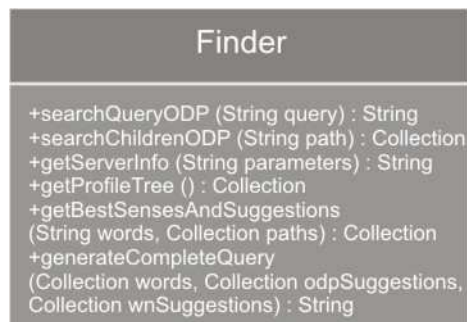 Finder
+searchQueryODP (String query) : String
+searchChildrenODP (String path) : Collection
+getServerInfo (String parameters) : String
+getProfileTree () : Collection
+getBestSensesAndSuggestions
(String words, Collection paths) : Collection
+generateCompleteQuery
(Collection words, Collection odpSuggestions,
Collection wnSuggestions) : String